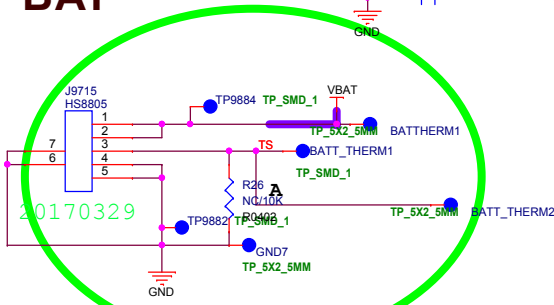 BAT
GND
J9715
HS8805
1
2
3
4
5
7
6
TP9884 TP_SMD_1
VBAT
TP_5X2_5MM
BATTHERM1
TS
BATT_THERM1
TP_SMD_1
R26
NC/10K
R0402
A
20170329
TP9882 TP_SMD_1
TP_5X2_5MM
BATT_THERM2
GND7
TP_5X2_5MM
GND